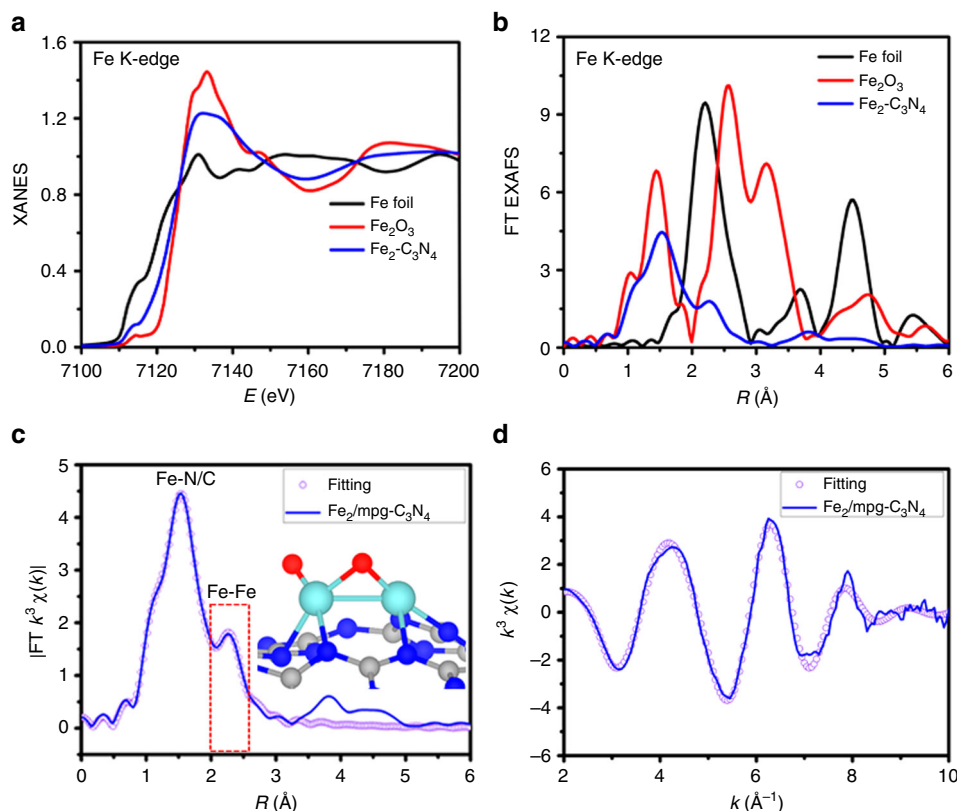 a
Fe K-edge
XANES
1.6
1.2
0.8
0.4
0.0
Fe foil
Fe₂O₃
Fe₂-C₃N₄
7100 7120 7140 7160 7180 7200
E (eV)
b
Fe K-edge
FT EXAFS
12
9
6
3
0
Fe foil
Fe₂O₃
Fe₂-C₃N₄
0 1 2 3 4 5 6
R (Å)
c
|FT k³ χ(k)|
5
4
3
2
1
0
Fe-N/C
Fe-Fe
Fitting
Fe₂/mpg-C₃N₄
0 1 2 3 4 5 6
R (Å)
d
k³ χ(k)
6
4
2
0
–2
–4
–6
Fitting
Fe₂/mpg-C₃N₄
2 4 6 8 10
k (Å⁻¹)